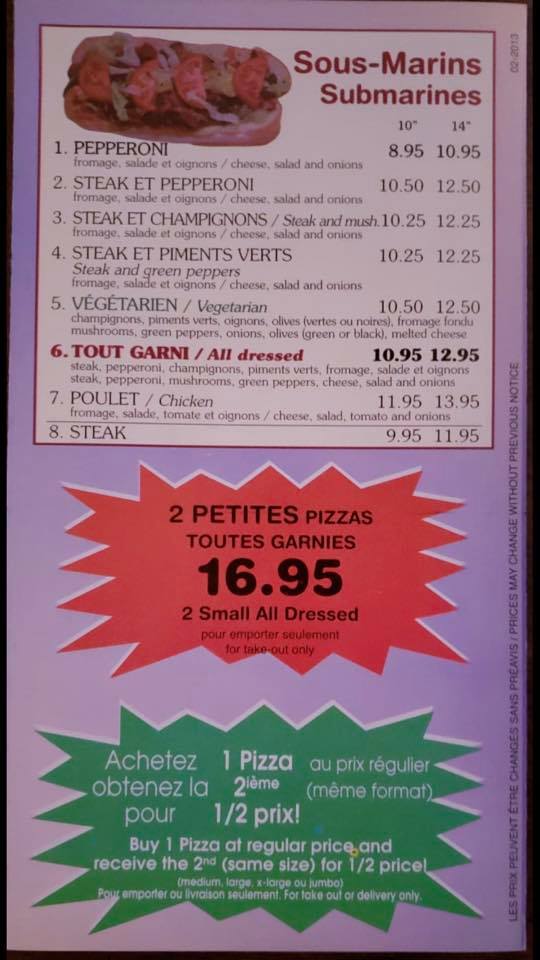 02-2013
Sous-Marins
Submarines
10" 14"
1. PEPPERONI 8.95 10.95
fromage, salade et oignons / cheese, salad and onions
2. STEAK ET PEPPERONI 10.50 12.50
fromage, salade et oignons / cheese, salad and onions
3. STEAK ET CHAMPIGNONS / Steak and mush. 10.25 12.25
fromage, salade et oignons / cheese, salad and onions
4. STEAK ET PIMENTS VERTS 10.25 12.25
Steak and green peppers
fromage, salade et oignons / cheese, salad and onions
5. VÉGÉTARIEN / Vegetarian 10.50 12.50
champignons, piments verts, oignons, olives (vertes ou noires), fromage fondu
mushrooms, green peppers, onions, olives (green or black), melted cheese
6. TOUT GARNI / All dressed 10.95 12.95
steak, pepperoni, champignons, piments verts, fromage, salade et oignons
steak, pepperoni, mushrooms, green peppers, cheese, salad and onions
7. POULET / Chicken 11.95 13.95
fromage, salade, tomate et oignons / cheese, salad, tomato and onions
8. STEAK 9.95 11.95
2 PETITES PIZZAS
TOUTES GARNIES
16.95
2 Small All Dressed
pour emporter seulement
for take-out only
Achetez 1 Pizza au prix régulier
obtenez la 2ième (même format)
pour 1/2 prix!
Buy 1 Pizza at regular price and
receive the 2nd (same size) for 1/2 price!
(medium, large, x-large ou jumbo)
Pour emporter ou livraison seulement. For take out or delivery only.
LES PRIX PEUVENT ÊTRE CHANGÉS SANS PRÉAVIS / PRICES MAY CHANGE WITHOUT PREVIOUS NOTICE